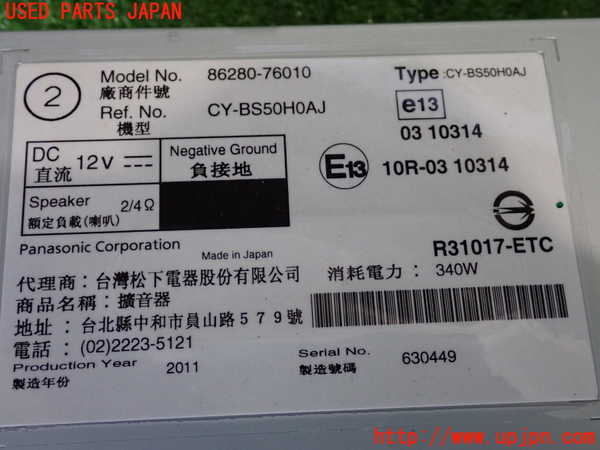 USED PARTS JAPAN
2
Model No. 86280-76010
廠商件號
Ref. No. CY-BS50H0AJ
機型
Type :CY-BS50H0AJ
e13
03 10314
E13 10R-03 10314
DC 12V
直流
Negative Ground
負接地
Speaker 2/4Ω
額定負載(喇叭)
Panasonic Corporation
Made in Japan
R31017-ETC
代理商：台灣松下電器股份有限公司
消耗電力： 340W
商品名稱：擴音器
地址： 台北縣中和市員山路５７９號
電話： (02)2223-5121
Production Year 2011
製造年份
Serial No. 630449
製造號碼
http://www.upjpn.com